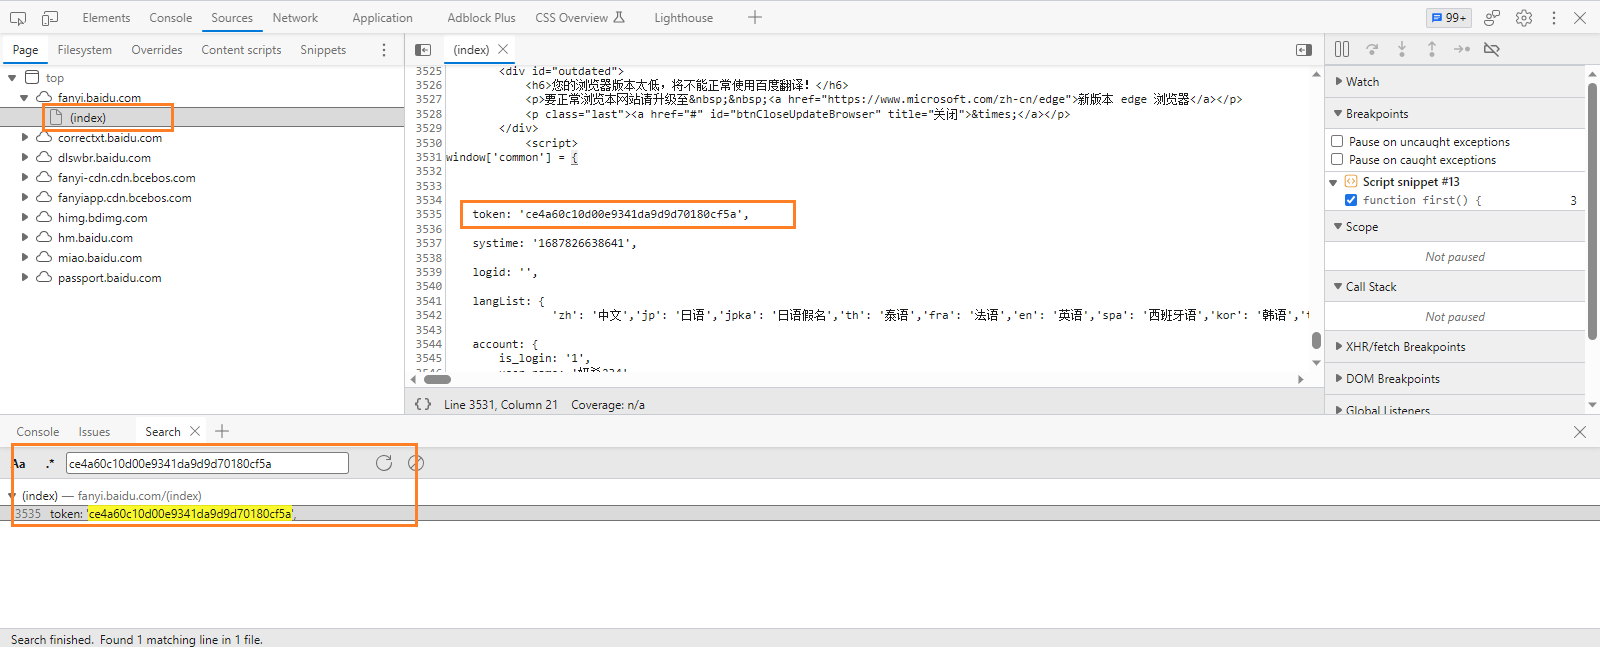 Elements Console Sources Network Application Adblock Plus CSS Overview Lighthouse 99+
Page Filesystem Overrides Content scripts Snippets
top
fanyi.baidu.com
(index)
correctxt.baidu.com
dlswbr.baidu.com
fanyi-cdn.cdn.bcebos.com
fanyiapp.cdn.bcebos.com
himg.bdimg.com
hm.baidu.com
miao.baidu.com
passport.baidu.com
(index)
3525 <div id="outdated">
3526 <h6>您的浏览器版本太低，将不能正常使用百度翻译！</h6>
3527 <p>要正常浏览本网站请升级至&nbsp;&nbsp;<a href="https://www.microsoft.com/zh-cn/edge">新版本 edge 浏览器</a></p>
3528 <p class="last"><a href="#" id="btnCloseUpdateBrowser" title="关闭">&times;</a></p>
3529 </div>
3530 <script>
3531 window['common'] = {
3532
3533
3534
3535 token: 'ce4a60c10d00e9341da9d9d70180cf5a',
3536
3537 systime: '1687826638641',
3538
3539 logid: '',
3540
3541 langList: {
3542 'zh': '中文','jp': '日语','jpka': '日语假名','th': '泰语','fra': '法语','en': '英语','spa': '西班牙语','kor': '韩语','
3543
3544 account: {
3545 is_login: '1',
{} Line 3531, Column 21 Coverage: n/a
Watch
Breakpoints
Pause on uncaught exceptions
Pause on caught exceptions
Script snippet #13
function first() { 3
Scope
Not paused
Call Stack
Not paused
XHR/fetch Breakpoints
DOM Breakpoints
Global Listeners
Console Issues Search
Aa .* ce4a60c10d00e9341da9d9d70180cf5a
(index) — fanyi.baidu.com/(index)
3535 token: 'ce4a60c10d00e9341da9d9d70180cf5a',
Search finished. Found 1 matching line in 1 file.